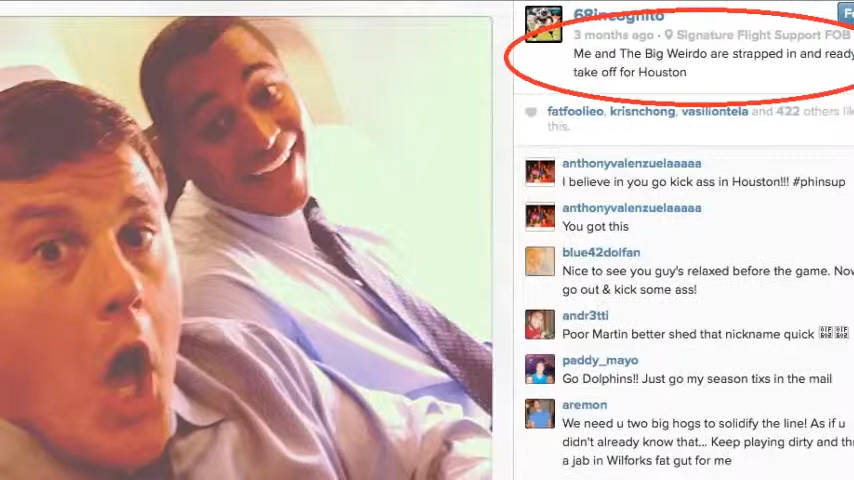 68incognito
3 months ago · Signature Flight Support FOB
Me and The Big Weirdo are strapped in and ready
take off for Houston
fatfoolieo, krisnchong, vasiliontela and 422 others like
this.
anthonyvalenzuelaaaaa
I believe in you go kick ass in Houston!!! #phinsup
anthonyvalenzuelaaaaa
You got this
blue42dolfan
Nice to see you guy's relaxed before the game. Now
go out & kick some ass!
andr3tti
Poor Martin better shed that nickname quick
paddy_mayo
Go Dolphins!! Just go my season tixs in the mail
aremon
We need u two big hogs to solidify the line! As if u
didn't already know that... Keep playing dirty and
a jab in Wilforks fat gut for me